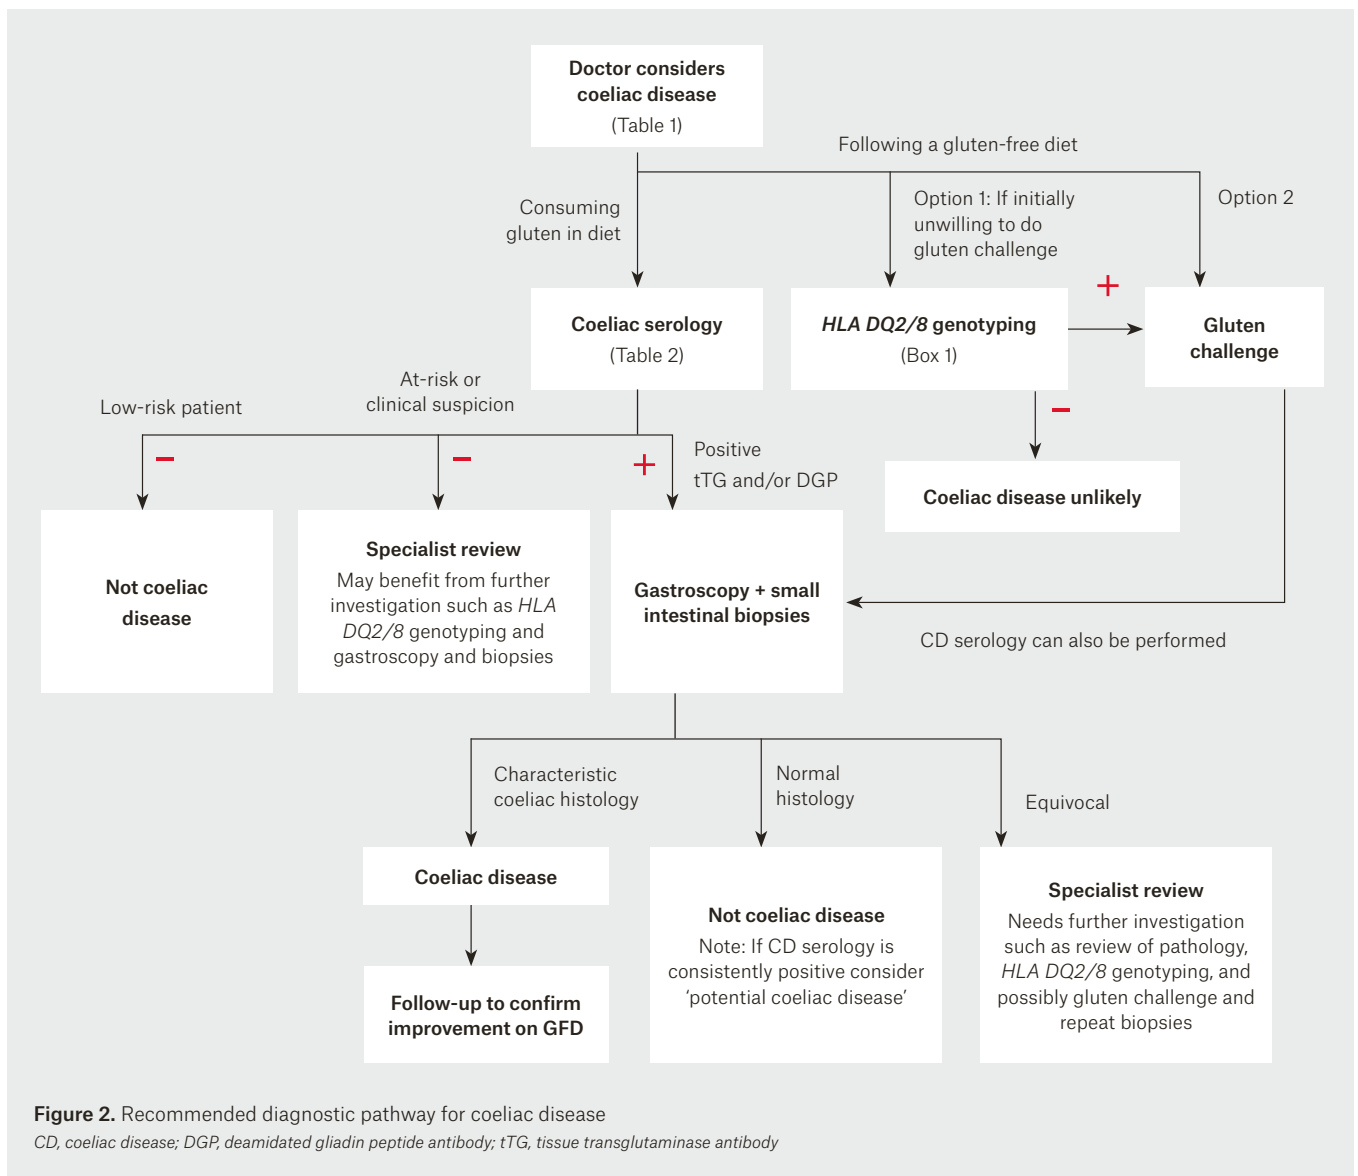 Doctor considers
coeliac disease
(Table 1)
Following a gluten-free diet
Consuming
gluten in diet
Option 1: If initially
unwilling to do
gluten challenge
Option 2
Coeliac serology
(Table 2)
HLA DQ2/8 genotyping
(Box 1)
+
Gluten
challenge
Low-risk patient
At-risk or
clinical suspicion
–
–
+
Positive
tTG and/or DGP
–
Coeliac disease unlikely
Not coeliac
disease
Specialist review
May benefit from further
investigation such as HLA
DQ2/8 genotyping and
gastroscopy and biopsies
Gastroscopy + small
intestinal biopsies
CD serology can also be performed
Characteristic
coeliac histology
Normal
histology
Equivocal
Coeliac disease
Follow-up to confirm
improvement on GFD
Not coeliac disease
Note: If CD serology is
consistently positive consider
‘potential coeliac disease’
Specialist review
Needs further investigation
such as review of pathology,
HLA DQ2/8 genotyping, and
possibly gluten challenge and
repeat biopsies
Figure 2. Recommended diagnostic pathway for coeliac disease
CD, coeliac disease; DGP, deamidated gliadin peptide antibody; tTG, tissue transglutaminase antibody